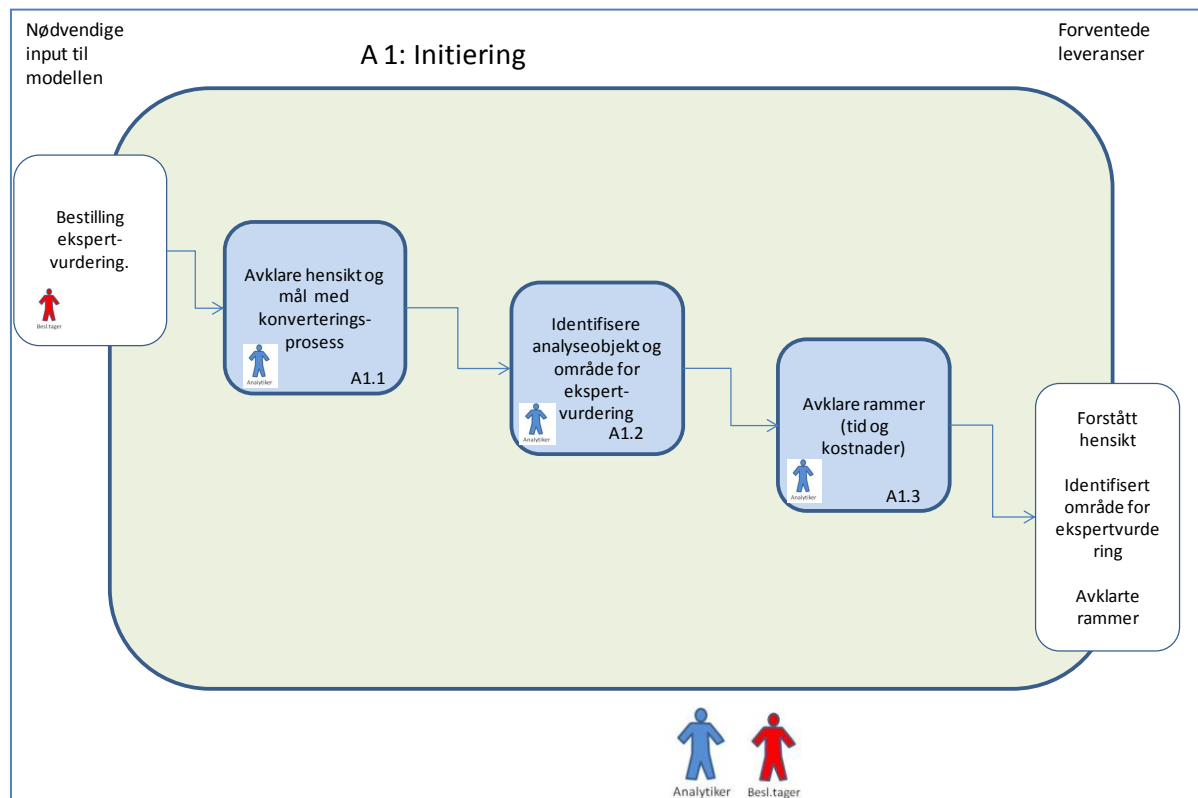 Nødvendige
input til
modellen
A 1: Initiering
Forventede
leveranser
Bestilling
ekspert-
vurdering.
Besl.tager
Avklare hensikt og
mål med
konverterings-
prosess
Analytiker
A1.1
Identifisere
analyseobjekt og
område for
ekspert-
vurdering
Analytiker
A1.2
Avklare rammer
(tid og
kostnader)
Analytiker
A1.3
Forstått
hensikt
Identifisert
område for
ekspertvurde
ring
Avklarte
rammer
Analytiker
Besl.tager